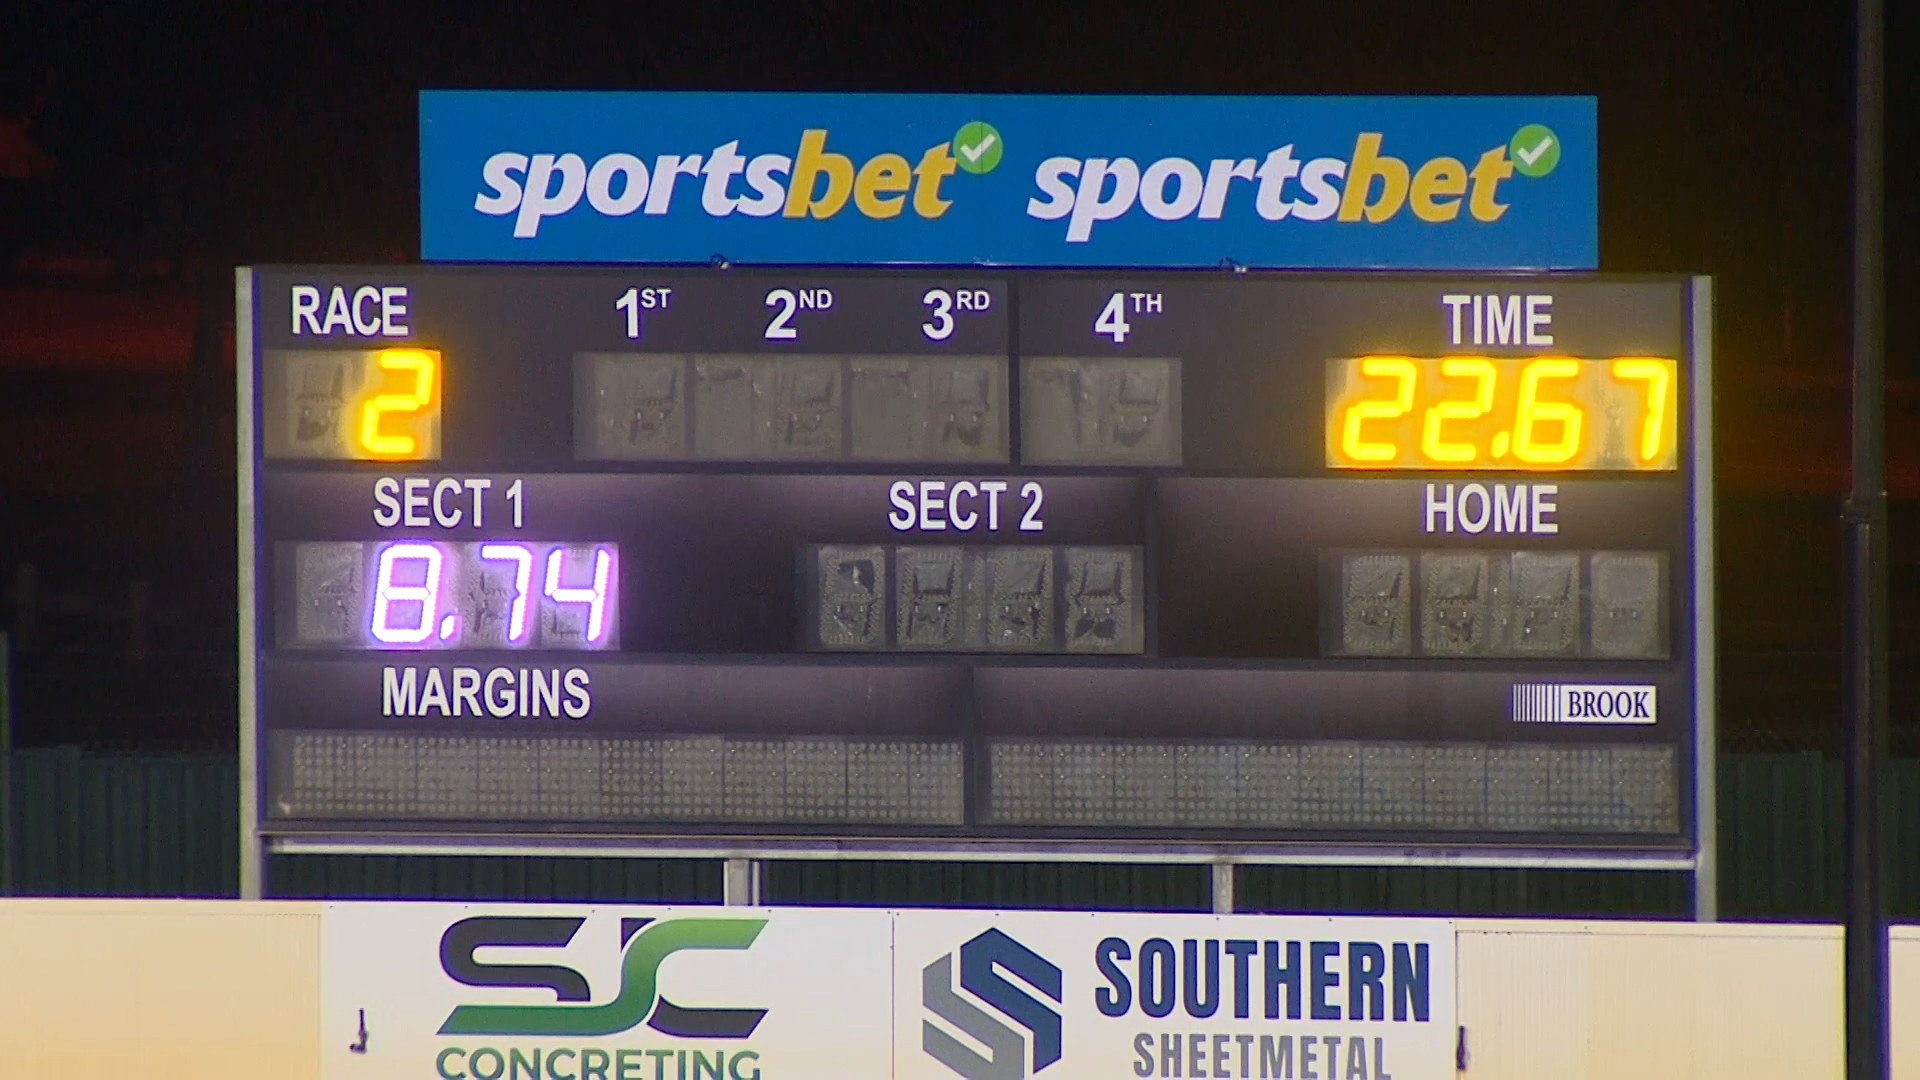 sportsbet sportsbet
RACE 1ST 2ND 3RD 4TH TIME
2 22.67
SECT 1 SECT 2 HOME
8.74
MARGINS BROOK
SJC SOUTHERN
CONCRETING SHEETMETAL